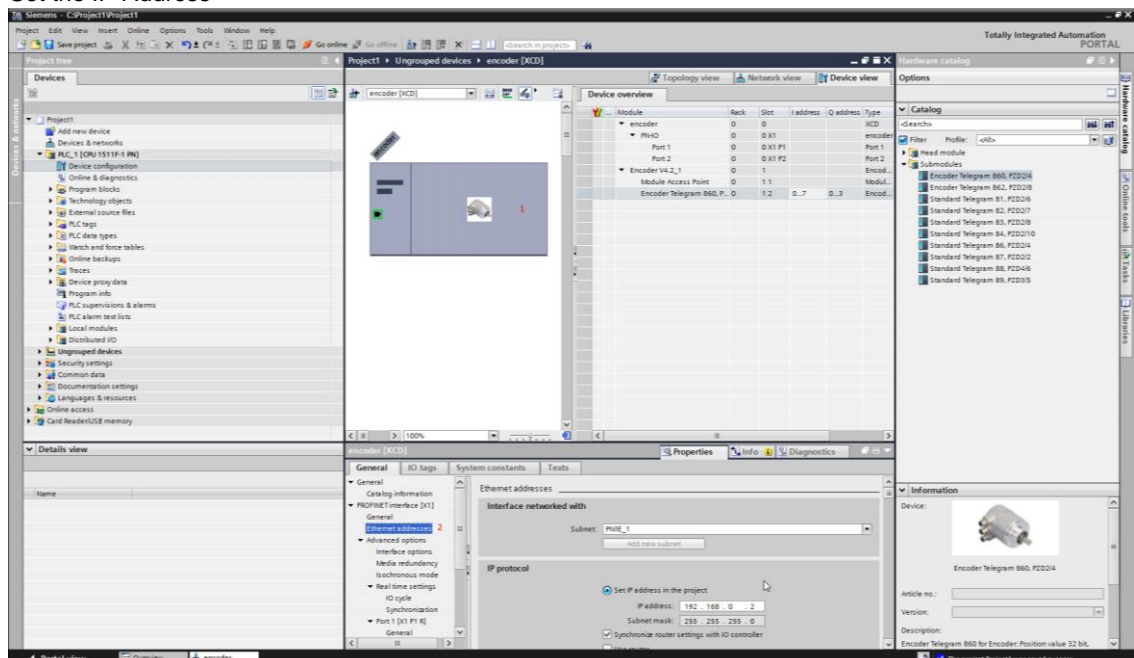 Siemens - C:\Project1\Project1
Project Edit View Insert Online Options Tools Window Help
Totally Integrated Automation
PORTAL
Save project
Go online
Go offline
<Search in project>
Project tree
Project1 ▸ Ungrouped devices ▸ encoder [XCD]
Hardware catalog
Devices
Topology view
Network view
Device view
Options
encoder [XCD]
Device overview
Module Rack Slot I address Q address Type
encoder 0 0 XCD
0 0 X1 encoder
Port 1 0 0 X1 P1 Port 1
Port 2 0 0 X1 P2 Port 2
Encoder V4.2_1 0 1 Encod...
Module Access Point 0 1 1 Modul...
Encoder Telegram 860, P... 0 1 2 0...7 0...3 Encod...
Project1
Add new device
Devices & networks
PLC_1 [CPU 1511F-1 PN]
Device configuration
Online & diagnostics
Program blocks
Technology objects
External source files
PLC tags
PLC data types
Watch and force tables
Online backups
Traces
Device proxy data
Program info
PLC supervisions & alarms
PLC alarm text lists
Local modules
Distributed I/O
Ungrouped devices
Security settings
Common data
Documentation settings
Languages & resources
Online access
Card Reader/USB memory
encoder
1
100%
Catalog
<Search>
Filter Profile: <All>
Head module
Submodules
Encoder Telegram 860, PZD2/4
Encoder Telegram 862, PZD2/8
Standard Telegram 81, PZD2/6
Standard Telegram 82, PZD2/7
Standard Telegram 83, PZD2/8
Standard Telegram 84, PZD2/10
Standard Telegram 86, PZD2/4
Standard Telegram 87, PZD2/2
Standard Telegram 88, PZD4/6
Standard Telegram 89, PZD3/5
Devices & networks
Hardware catalog
Online tools
Tasks
Libraries
Details view
Name
encoder [XCD]
Properties
Info
Diagnostics
General IO tags System constants Texts
General
Catalog information
PROFINET interface [X1]
General
Ethernet addresses 2
Advanced options
Interface options
Media redundancy
Isochronous mode
Real time settings
IO cycle
Synchronization
Port 1 [X1 P1 R]
General
Ethernet addresses
Interface networked with
Subnet: PN/IE_1
Add new subnet
IP protocol
Set IP address in the project
IP address: 192 . 168 . 0 . 2
Subnet mask: 255 . 255 . 255 . 0
Synchronize router settings with IO controller
Information
Device:
Encoder Telegram 860, PZD2/4
Article no.:
Version:
Description:
Encoder Telegram 860 for Encoder: Position value 32 bit,
Portal view
Overview
encoder